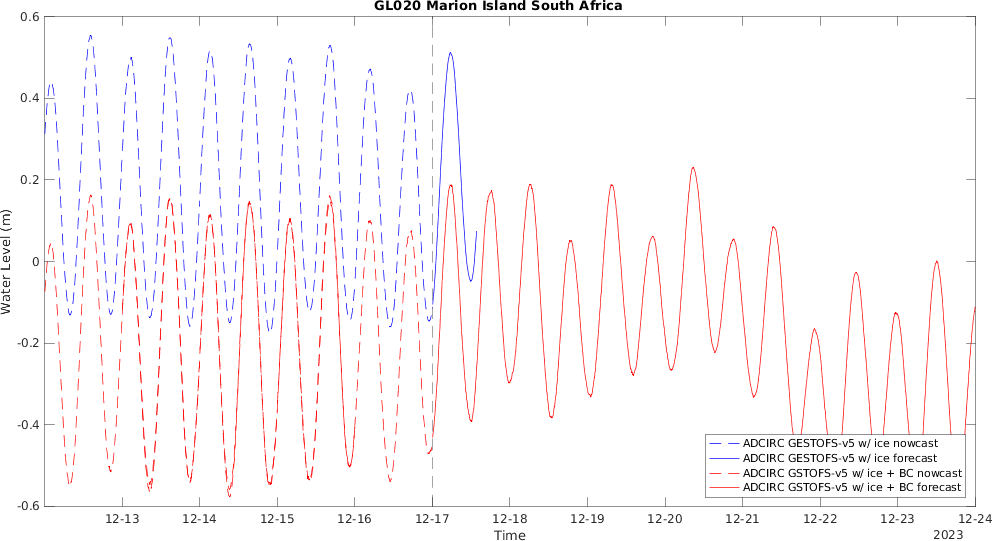 GL020 Marion Island South Africa
0.6
0.4
0.2
0
-0.2
-0.4
-0.6
Water Level (m)
ADCIRC GESTOFS-v5 w/ ice nowcast
ADCIRC GESTOFS-v5 w/ ice forecast
ADCIRC GSTOFS-v5 w/ ice + BC nowcast
ADCIRC GSTOFS-v5 w/ ice + BC forecast
12-13 12-14 12-15 12-16 12-17 12-18 12-19 12-20 12-21 12-22 12-23 12-24
Time
2023